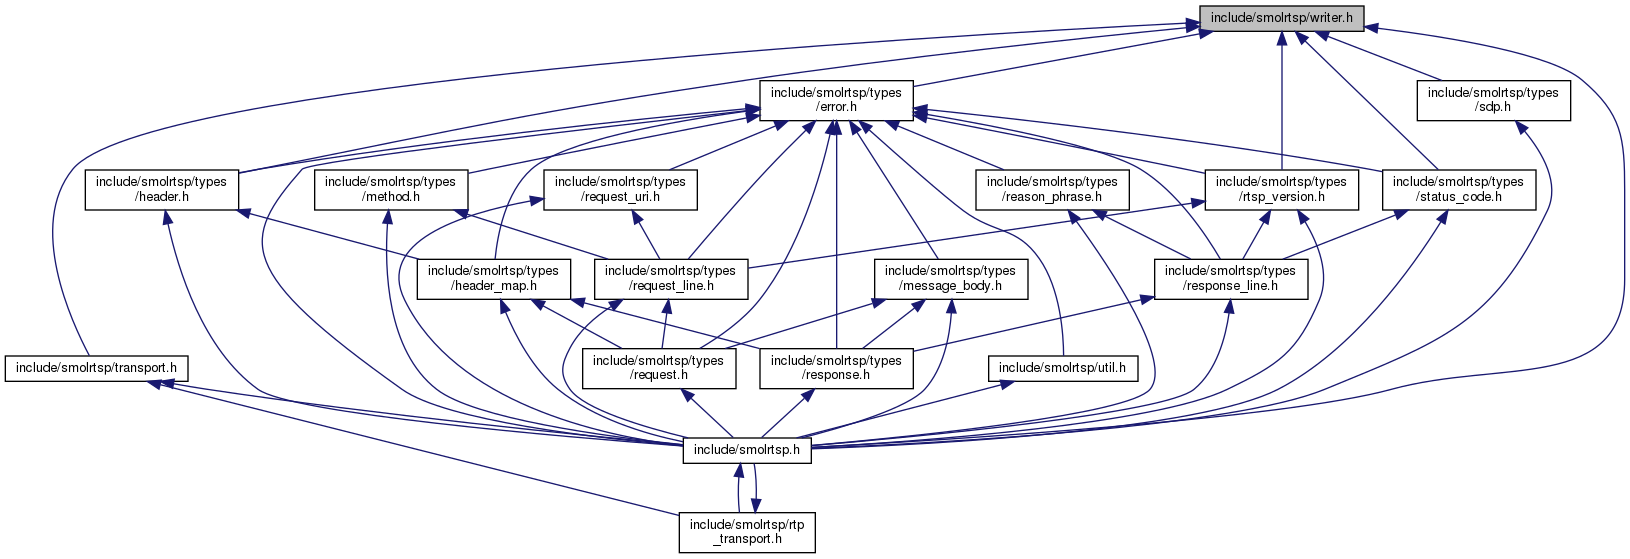 include/smolrtsp/writer.h
include/smolrtsp/types
/error.h
include/smolrtsp/types
/sdp.h
include/smolrtsp/types
/header.h
include/smolrtsp/types
/method.h
include/smolrtsp/types
/request_uri.h
include/smolrtsp/types
/reason_phrase.h
include/smolrtsp/types
/rtsp_version.h
include/smolrtsp/types
/status_code.h
include/smolrtsp/types
/header_map.h
include/smolrtsp/types
/request_line.h
include/smolrtsp/types
/message_body.h
include/smolrtsp/types
/response_line.h
include/smolrtsp/transport.h
include/smolrtsp/types
/request.h
include/smolrtsp/types
/response.h
include/smolrtsp/util.h
include/smolrtsp.h
include/smolrtsp/rtp
_transport.h